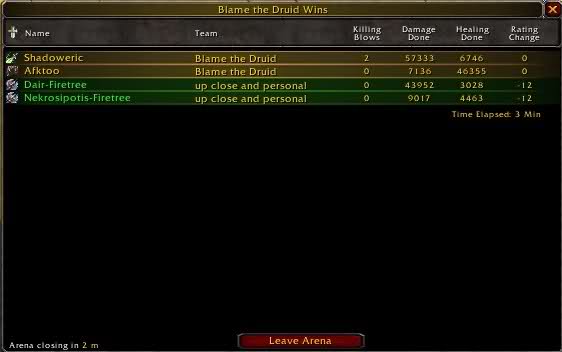 Blame the Druid Wins
Name Team Killing Blows Damage Done Healing Done Rating Change
Shadoweric Blame the Druid 2 57333 6746 0
Afktoo Blame the Druid 0 7136 46355 0
Dair-Firetree up close and personal 0 43952 3028 -12
Nekrosipotis-Firetree up close and personal 0 9017 4463 -12
Time Elapsed: 3 Min
Leave Arena
Arena closing in 2 m